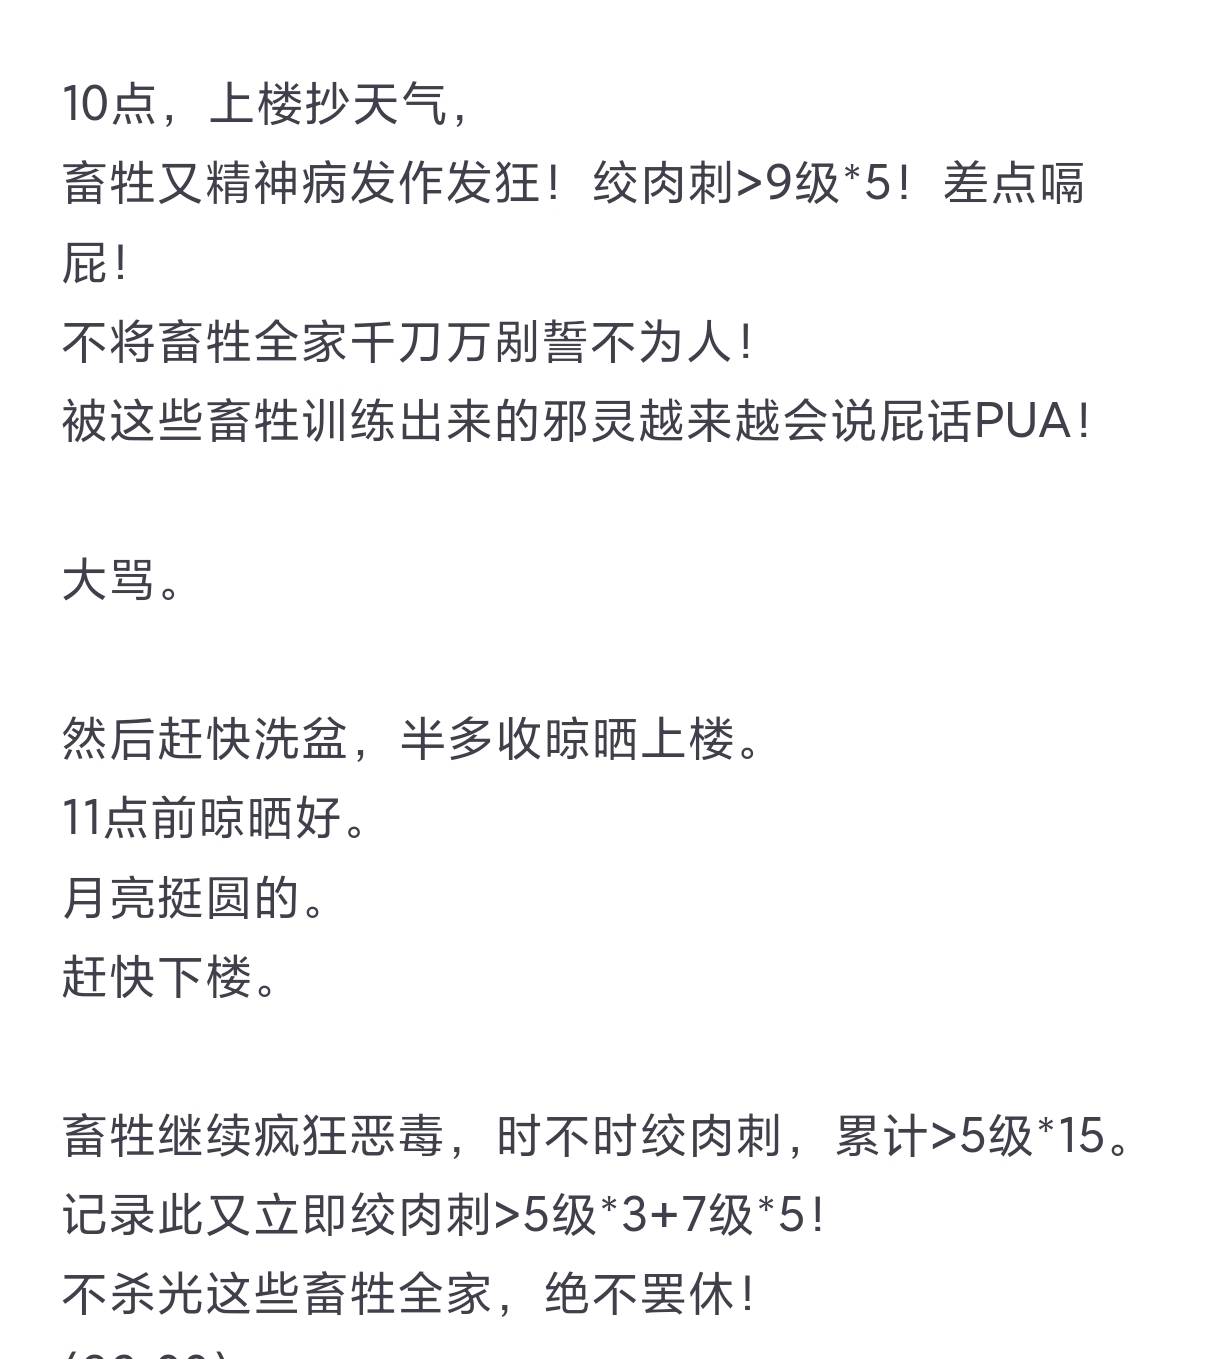 10点，上楼抄天气，
畜牲又精神病发作发狂！绞肉刺>9级*5！差点嗝
屁！
不将畜牲全家千刀万剐誓不为人！
被这些畜牲训练出来的邪灵越来越会说屁话PUA！
大骂。
然后赶快洗盆，半多收晾晒上楼。
11点前晾晒好。
月亮挺圆的。
赶快下楼。
畜牲继续疯狂恶毒，时不时绞肉刺，累计>5级*15。
记录此又立即绞肉刺>5级*3+7级*5！
不杀光这些畜牲全家，绝不罢休！